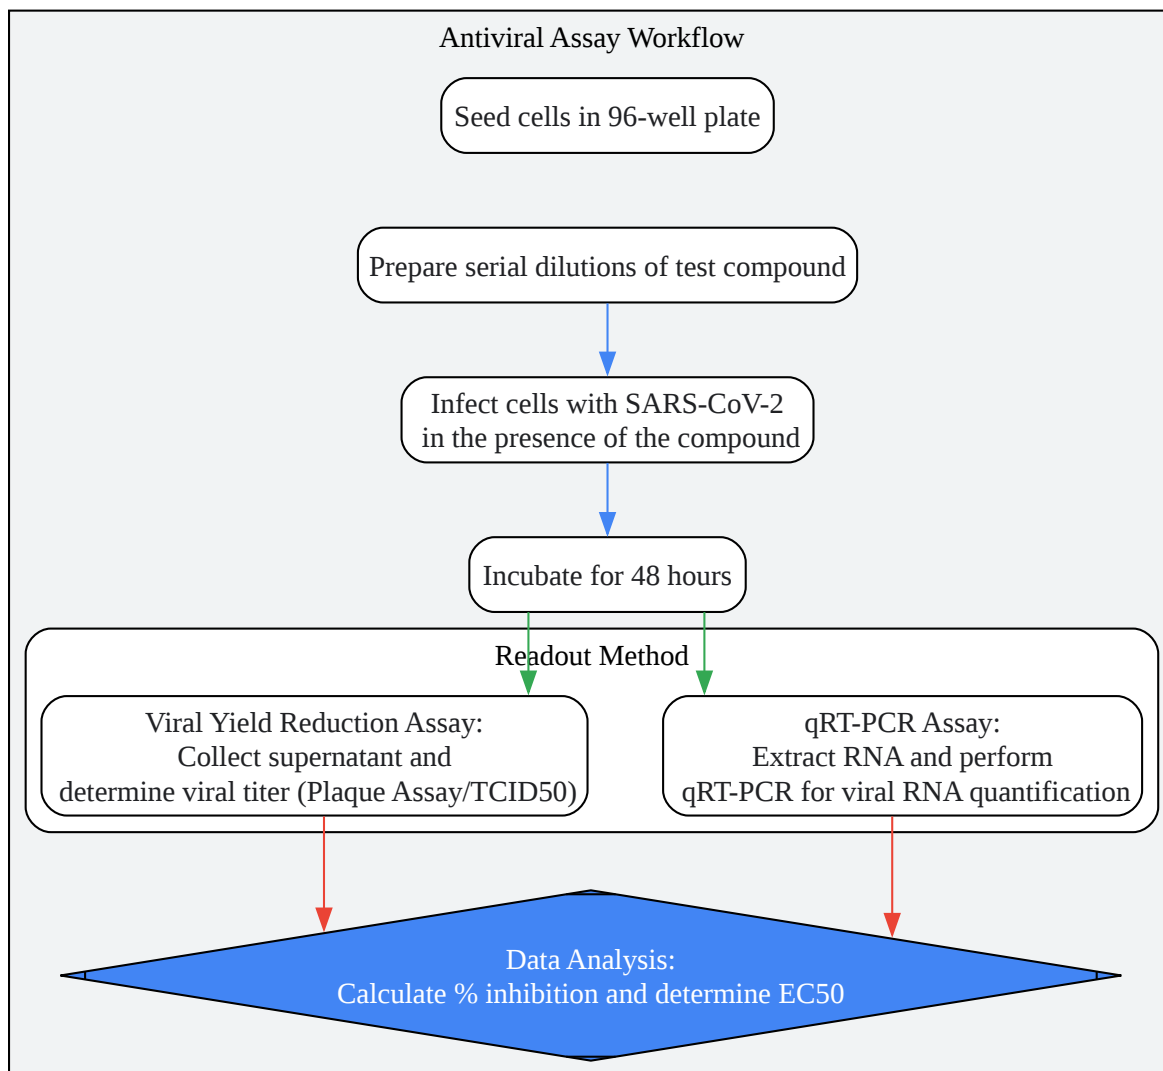 Antiviral Assay Workflow
Seed cells in 96-well plate
Prepare serial dilutions of test compound
Infect cells with SARS-CoV-2
in the presence of the compound
Incubate for 48 hours
Readout Method
Viral Yield Reduction Assay:
Collect supernatant and
determine viral titer (Plaque Assay/TCID50)
qRT-PCR Assay:
Extract RNA and perform
qRT-PCR for viral RNA quantification
Data Analysis:
Calculate % inhibition and determine EC50